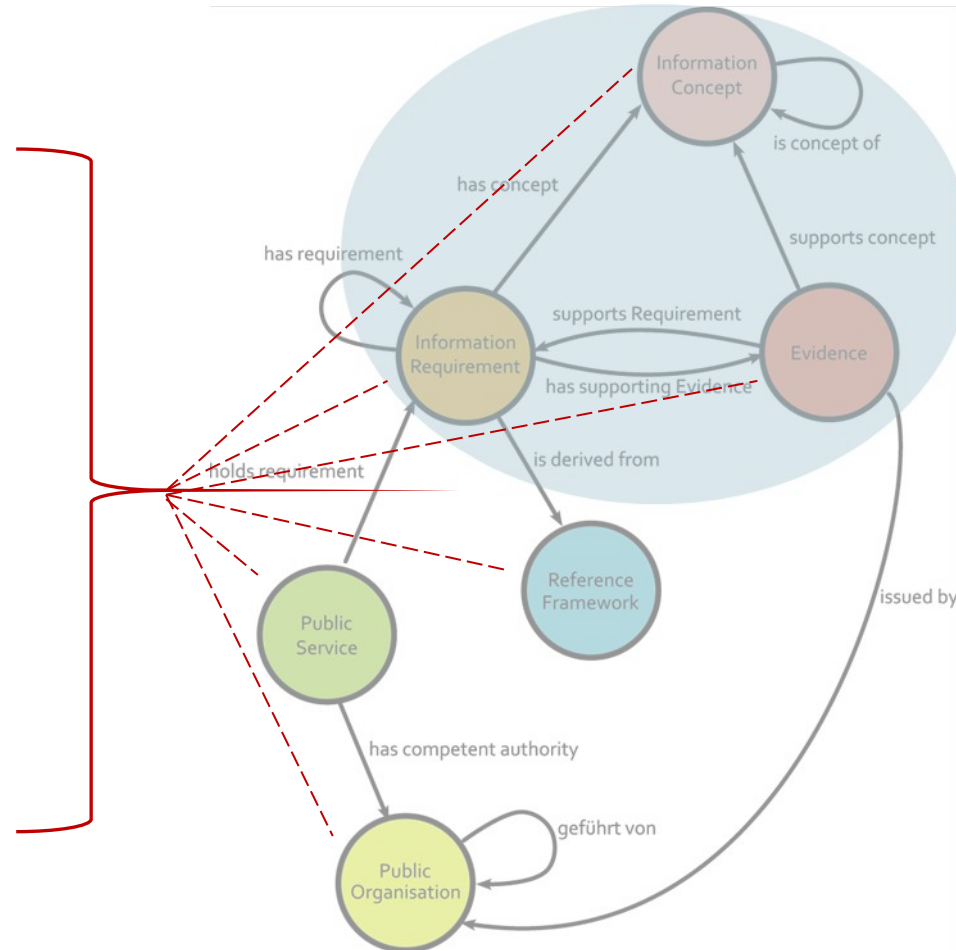 Information
Concept
is concept of
has concept
supports concept
has requirement
supports Requirement
Information
Requirement
Evidence
has supporting Evidence
is derived from
holds requirement
Reference
Framework
issued by
Public
Service
has competent authority
geführt von
Public
Organisation